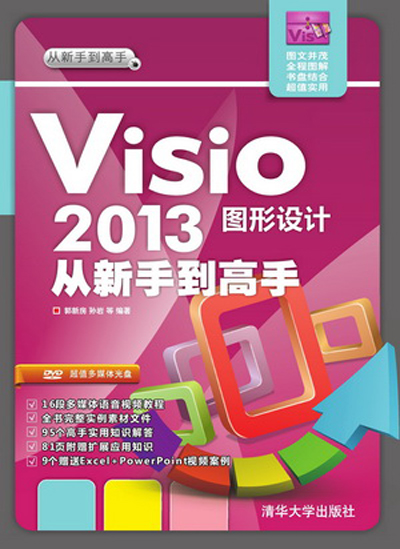 从新手到高手
Vis
图文并茂
全程图解
书盘结合
超值实用
Visio
2013 图形设计
从新手到高手
郭新房 孙岩 等 编著
DVD 超值多媒体光盘
16段多媒体语音视频教程
全书完整实例素材文件
95个高手实用知识解答
81页附赠扩展应用知识
9个赠送Excel+PowerPoint视频案例
清华大学出版社